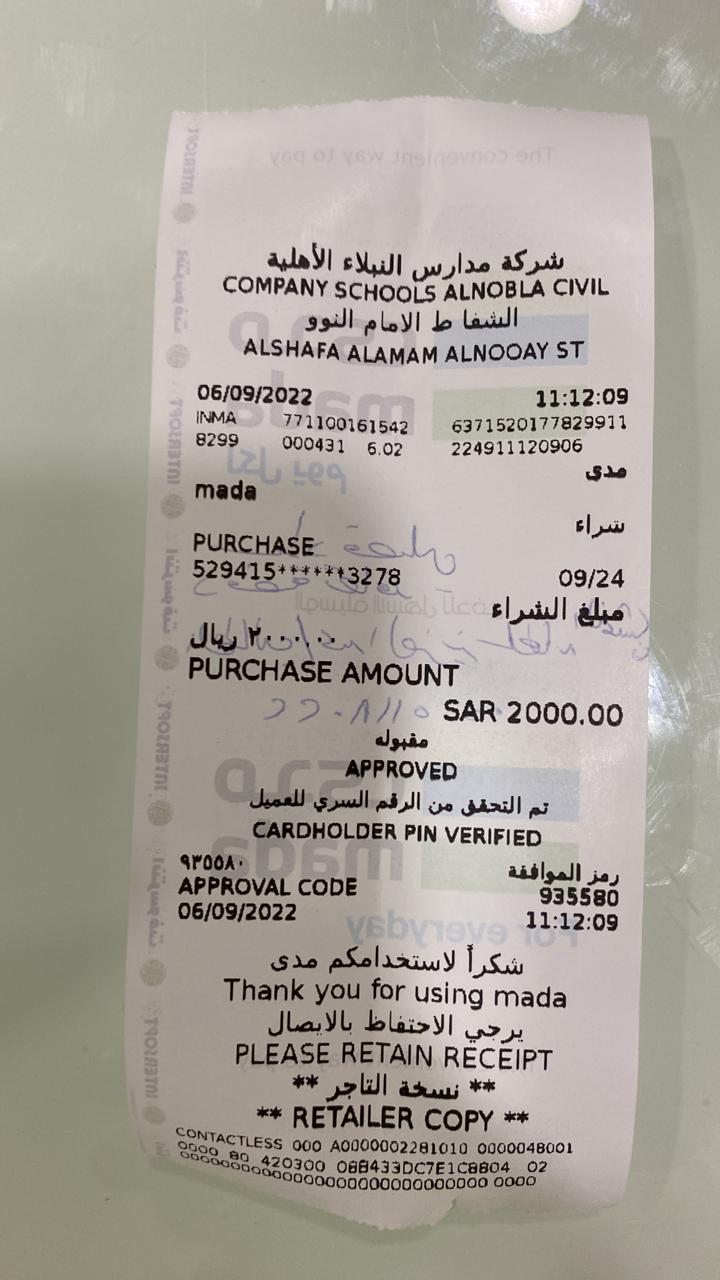 شركة مدارس النبلاء الأهلية
COMPANY SCHOOLS ALNOBLA CIVIL
الشفا ط الامام النوو
ALSHAFA ALAMAM ALNOOAY ST
06/09/2022 11:12:09
INMA 771100161542 6371520177829911
8299 000431 6.02 224911120906
مدى
mada
شراء
PURCHASE
529415******3278 09/24
مبلغ الشراء
٢٠٠٠.٠٠ ريال
PURCHASE AMOUNT
SAR 2000.00
مقبوله
APPROVED
تم التحقق من الرقم السري للعميل
CARDHOLDER PIN VERIFIED
رمز الموافقة ٩٣٥٥٨٠
APPROVAL CODE 935580
06/09/2022 11:12:09
شكراً لاستخدامكم مدى
Thank you for using mada
يرجي الاحتفاظ بالايصال
PLEASE RETAIN RECEIPT
** نسخة التاجر **
** RETAILER COPY **
CONTACTLESS 000 A0000002281010 0000048001
0000 80 420300 08B433DC7E1C8804 02
The convenient way to pay
INTERSOFT
mada
For everyday